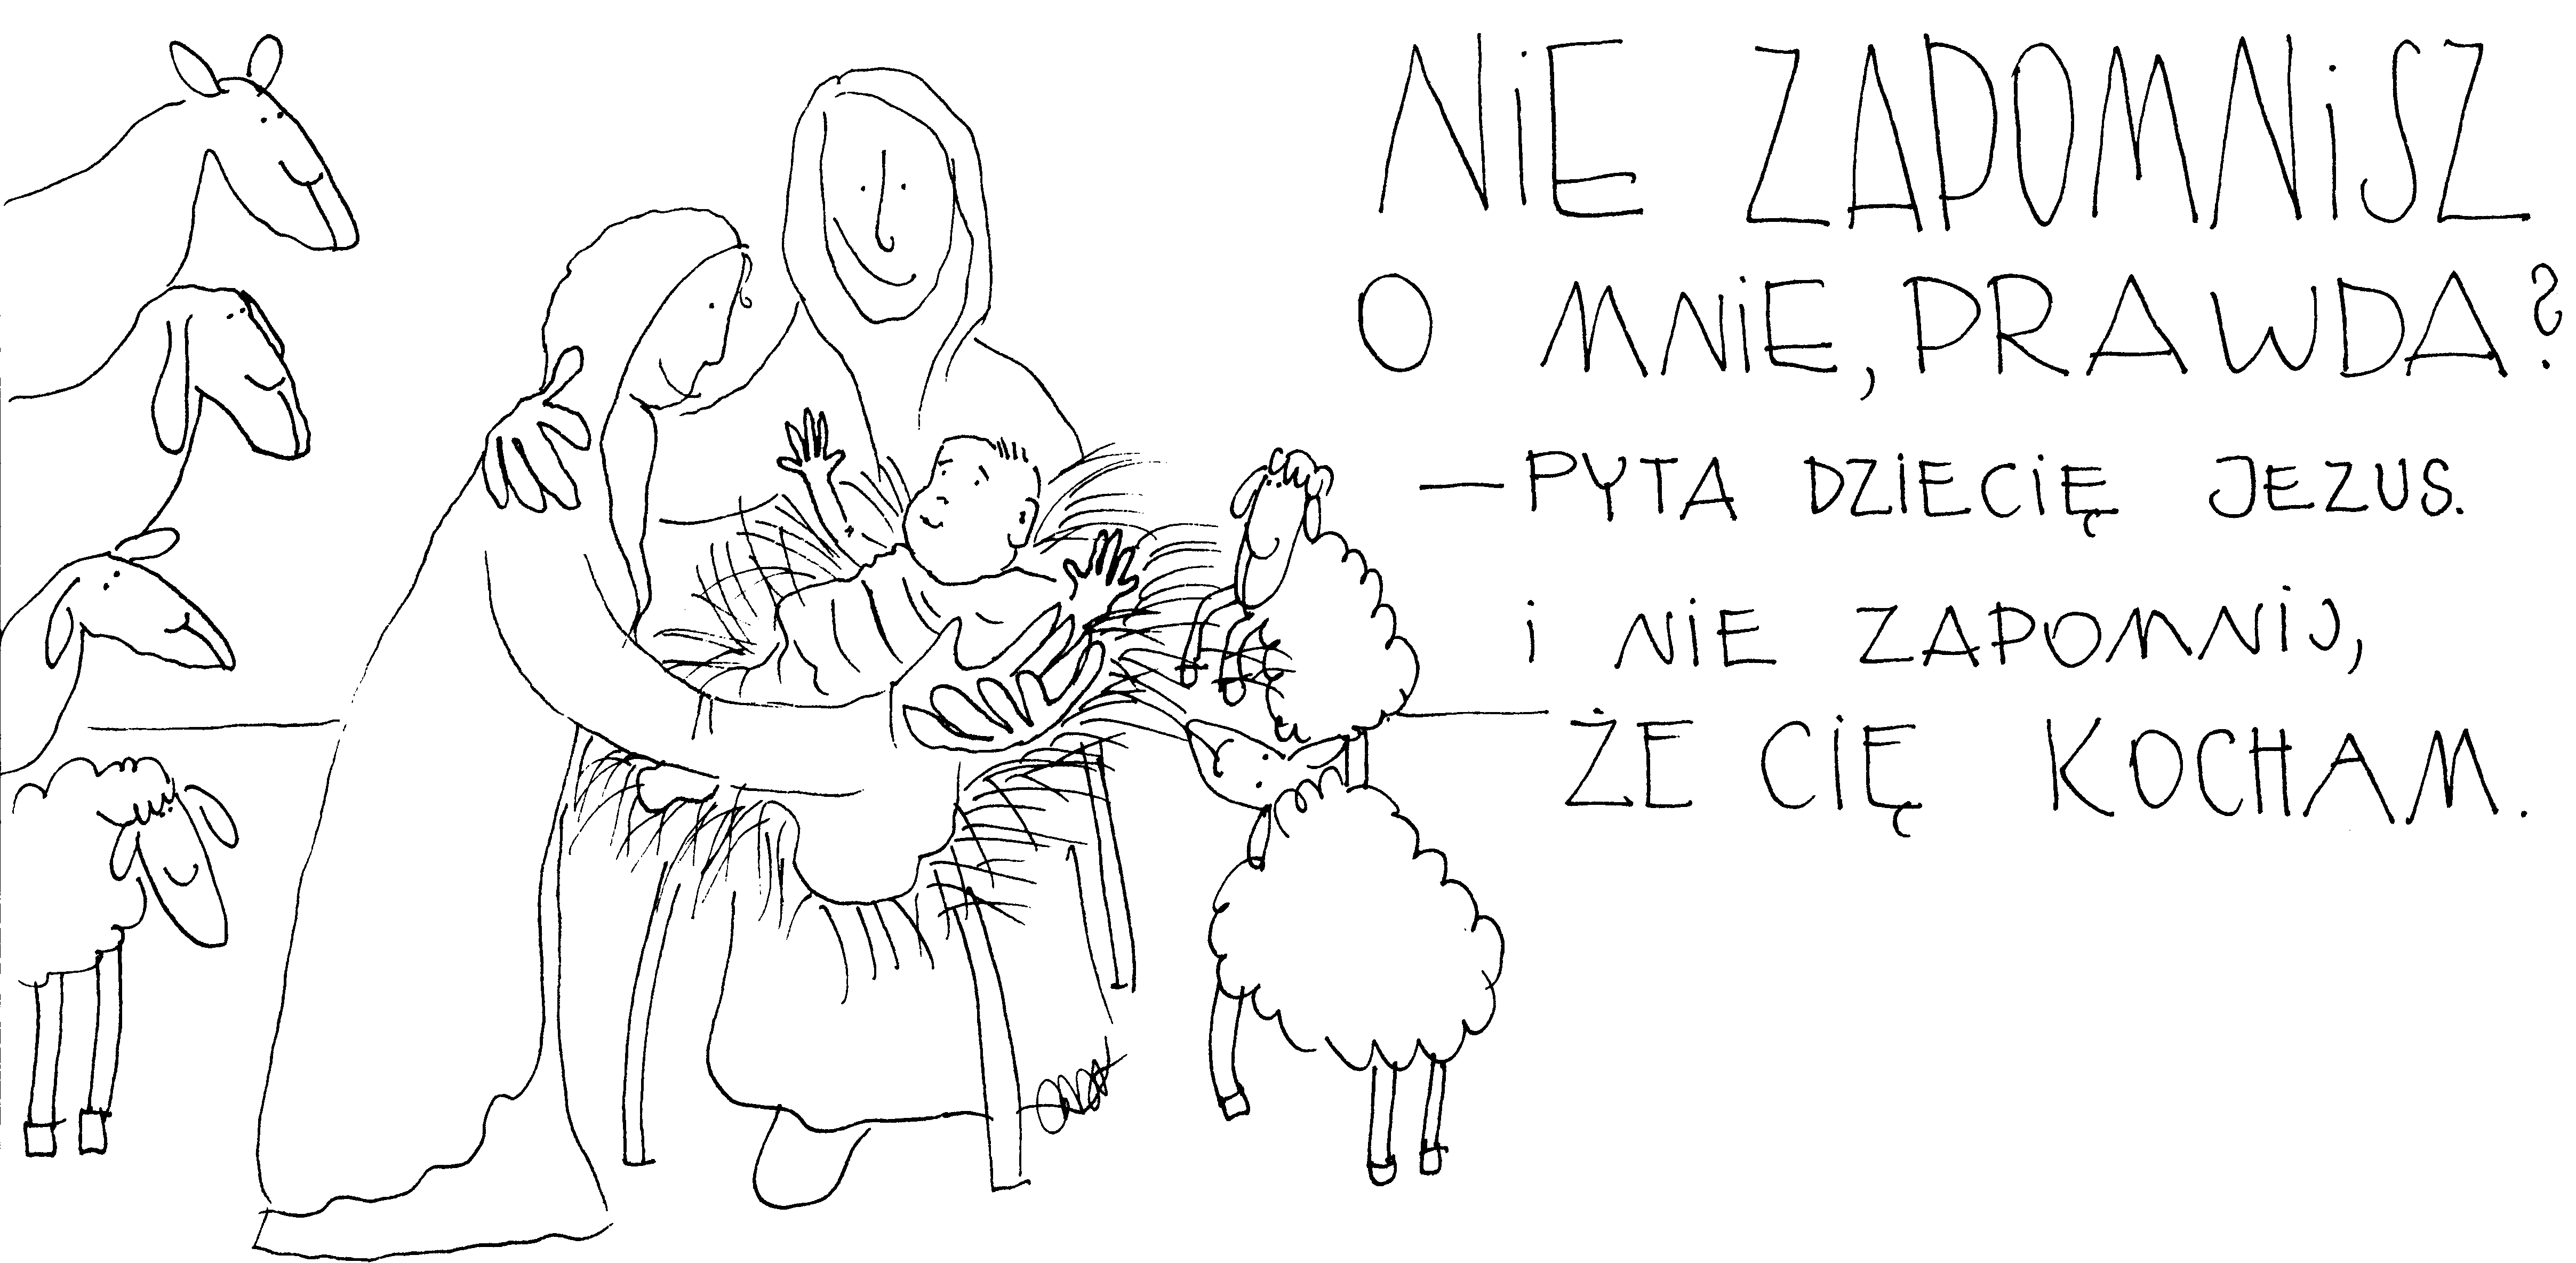 NiE ZAPOMNiSZ
O MNiE, PRAWDA?
—PYTA DZiECiĘ JEZUS.
i NiE ZAPOMNiJ,
ŻE CiĘ KOCHAM.